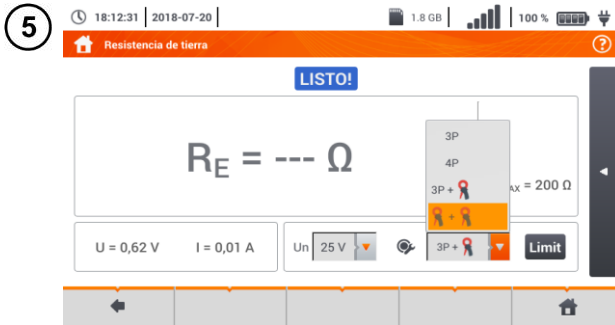 5
18:12:31 2018-07-20 1.8 GB 100 %
Resistencia de tierra ?
LISTO!
RE = --- Ω
3P
4P
3P +
+
AX = 200 Ω
U = 0,62 V I = 0,01 A Un 25 V 3P + Limit